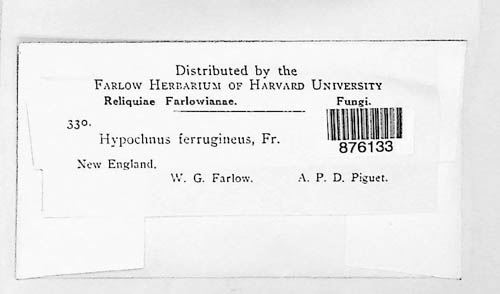 Distributed by the
FARLOW HERBARIUM OF HARVARD UNIVERSITY
Reliquiae Farlowianae. Fungi.
330.
Hypochnus ferrugineus, Fr.
876133
New England.
W. G. Farlow. A. P. D. Piguet.